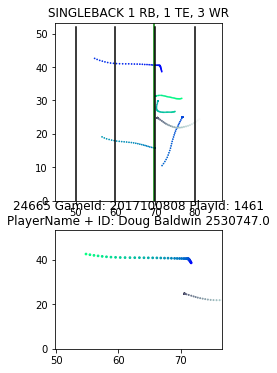 SINGLEBACK 1 RB, 1 TE, 3 WR
50
40
30
20
10
0
50 60 70 80
24665 GameId: 2017100808 PlayId: 1461
PlayerName + ID: Doug Baldwin 2530747.0
40
20
0
50 60 70